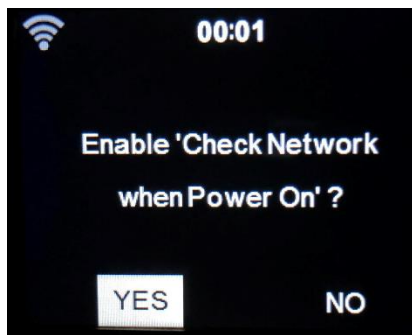 00:01
Enable 'Check Network
when Power On' ?
YES NO